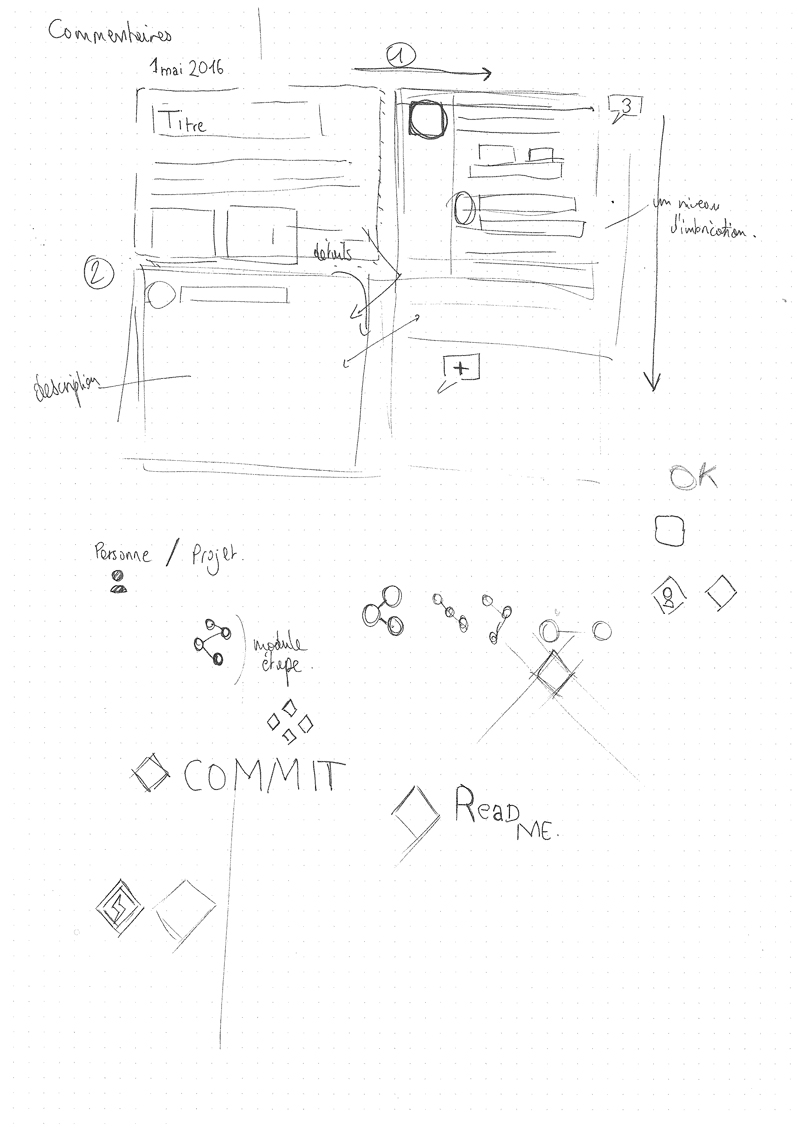 Commentaires
1 mai 2016
1
3
Titre
un niveau
d'imbrication.
détails
2
+
description
OK
Personne / Projet.
module
étape.
COMMIT
ReaD
ME.